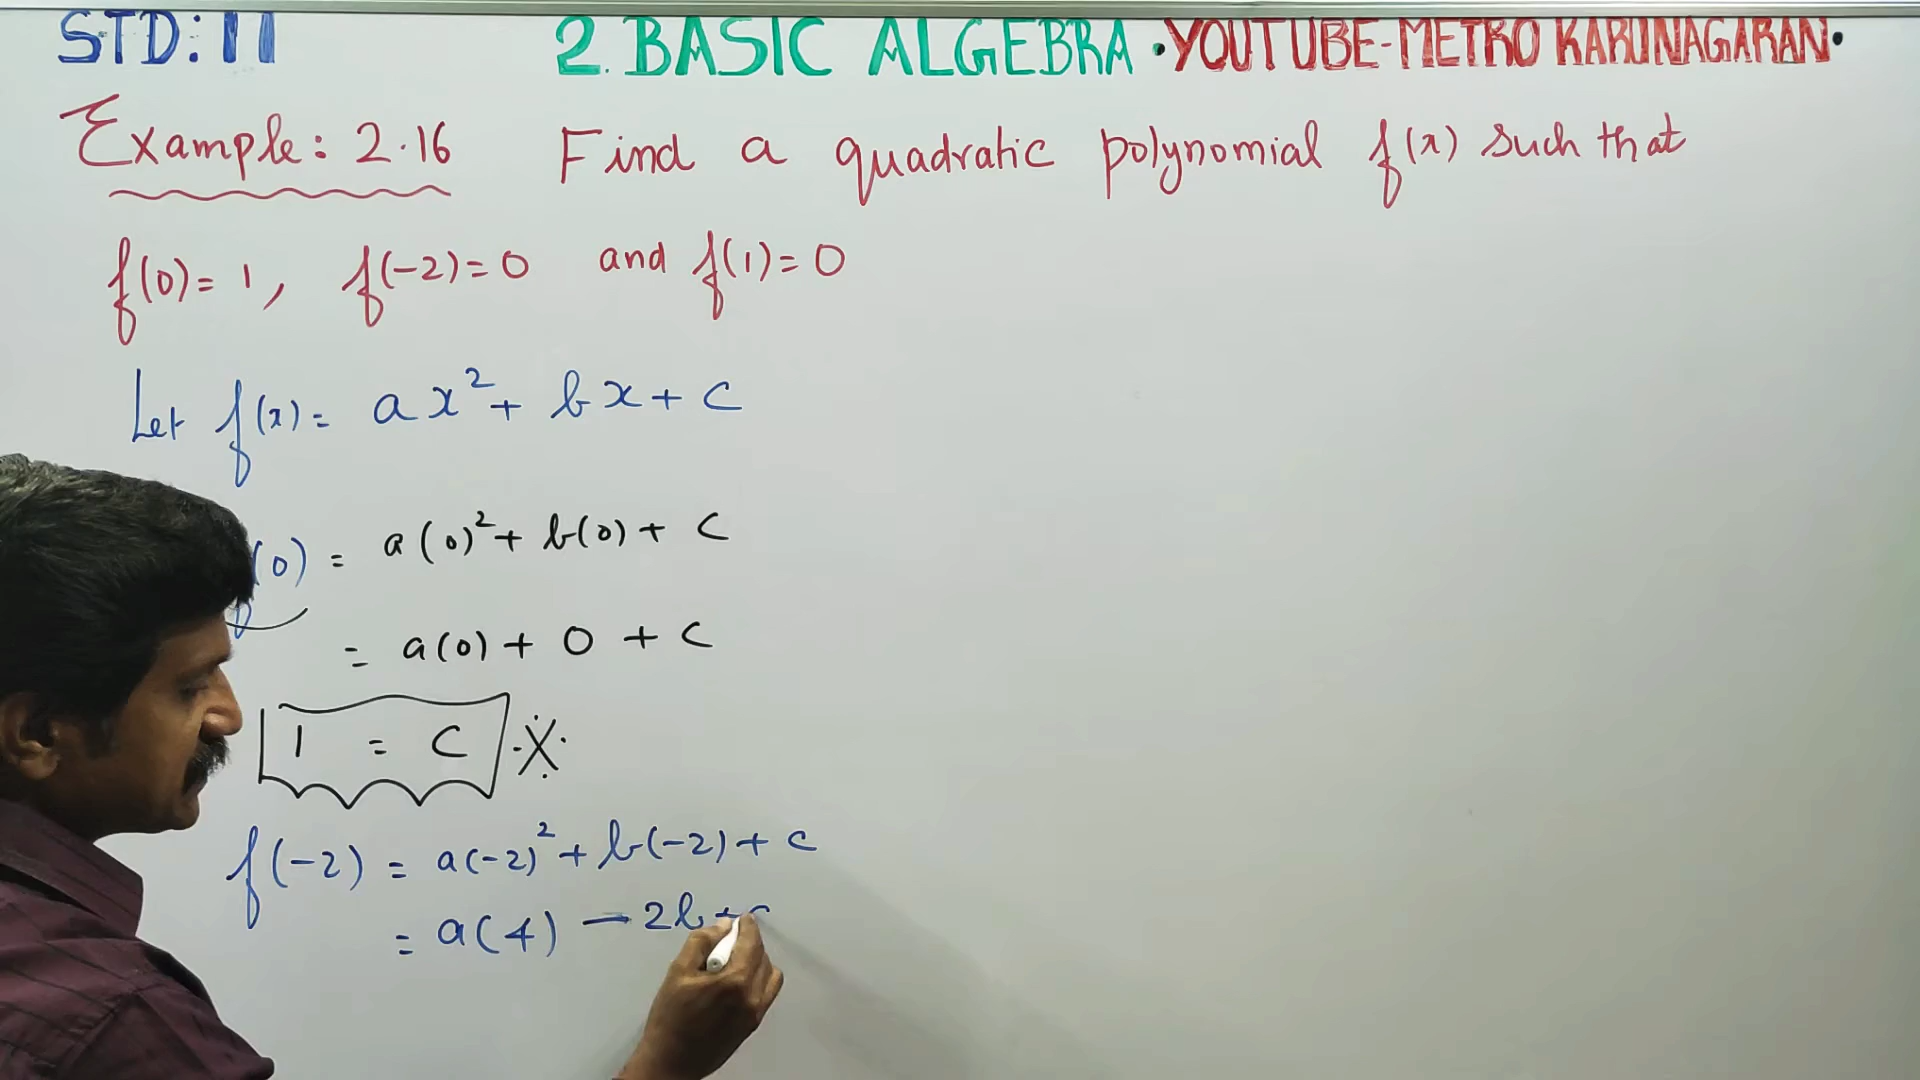 STD: 11 2. BASIC ALGEBRA • YOUTUBE-METRO KARUNAGARAN •
Example: 2.16 Find a quadratic polynomial f(x) such that
f(0) = 1, f(-2) = 0 and f(1) = 0
Let f(x) = ax² + bx + c
(0) = a(0)² + b(0) + c
= a(0) + 0 + c
1 = c
f(-2) = a(-2)² + b(-2) + c
= a(4) - 2b + c